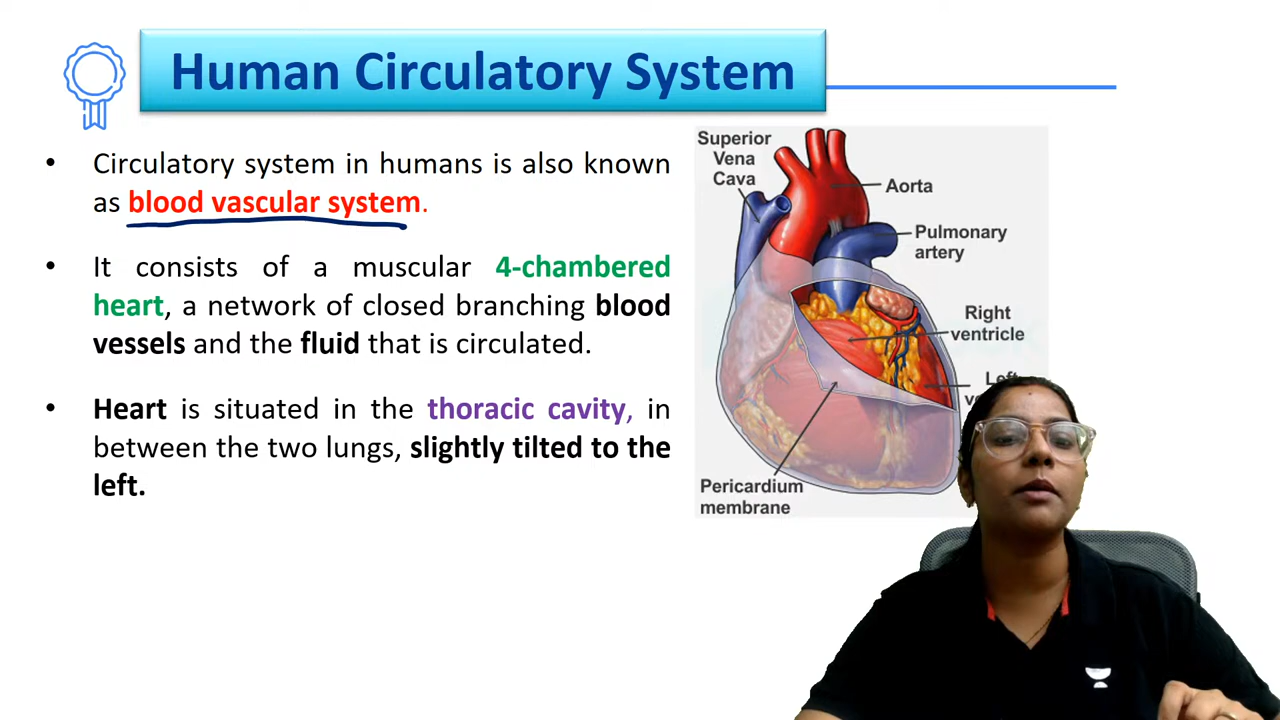 Human Circulatory System
• Circulatory system in humans is also known
as blood vascular system.
• It consists of a muscular 4-chambered
heart, a network of closed branching blood
vessels and the fluid that is circulated.
• Heart is situated in the thoracic cavity, in
between the two lungs, slightly tilted to the
left.
Superior
Vena
Cava
Aorta
Pulmonary
artery
Right
ventricle
Pericardium
membrane